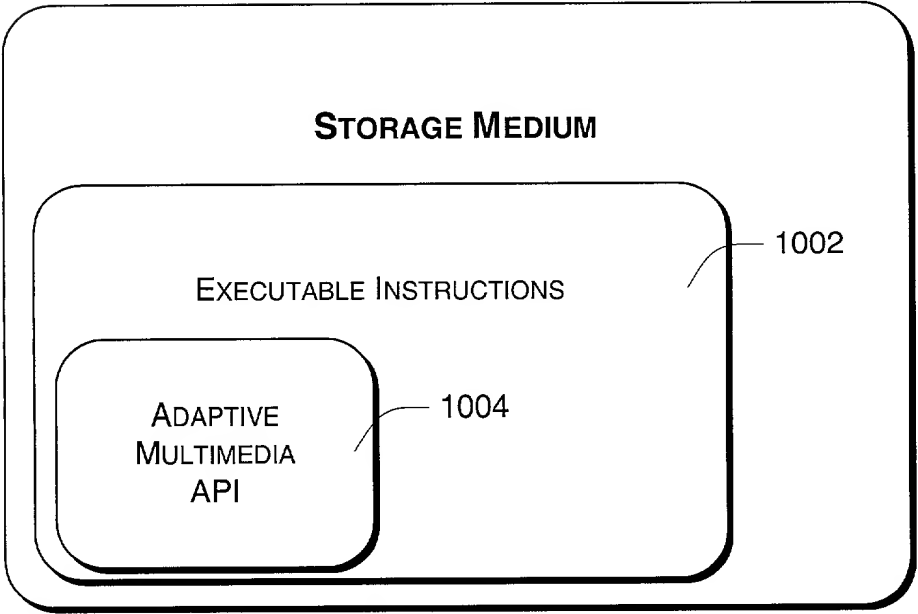 STORAGE MEDIUM
1002
EXECUTABLE INSTRUCTIONS
1004
ADAPTIVE
MULTIMEDIA
API